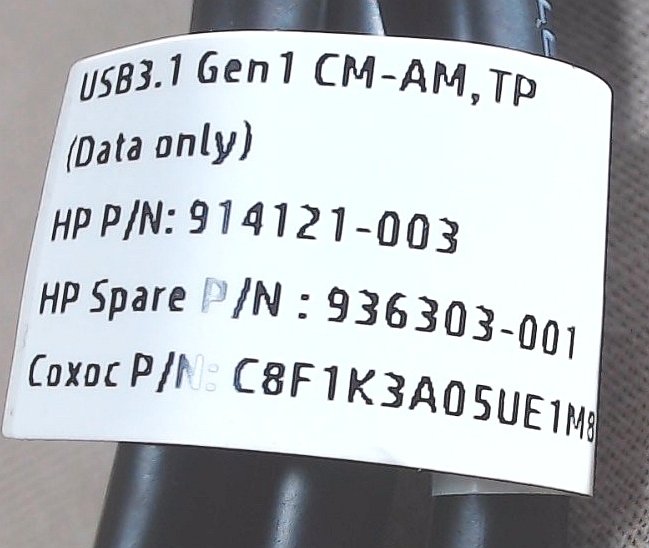 USB3.1 Gen1 CM-AM,TP
(Data only)
HP P/N: 914121-003
HP Spare P/N : 936303-001
Coxoc P/N: C8F1K3A05UE1M8